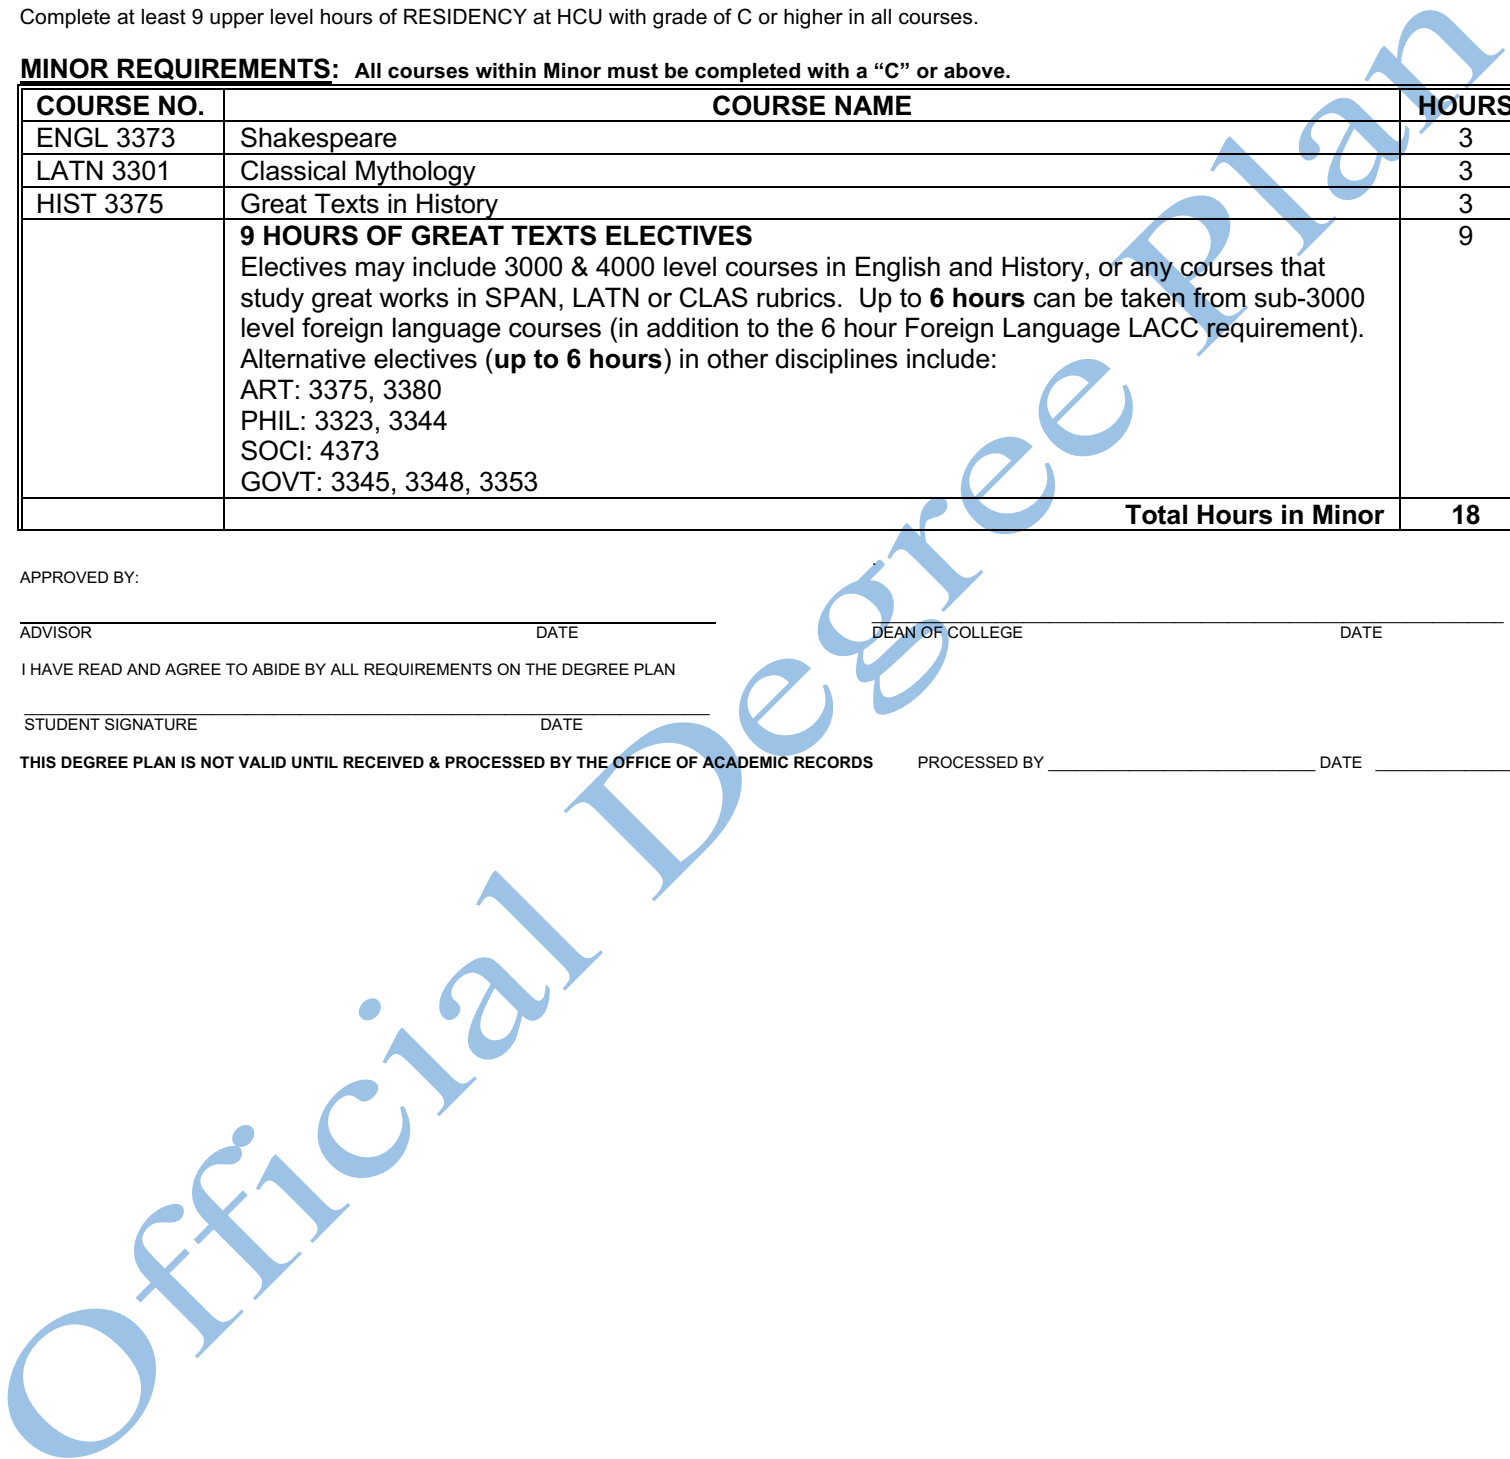 Complete at least 9 upper level hours of RESIDENCY at HCU with grade of C or higher in all courses.
MINOR REQUIREMENTS: All courses within Minor must be completed with a “C” or above.
COURSE NO. COURSE NAME HOURS
ENGL 3373 Shakespeare 3
LATN 3301 Classical Mythology 3
HIST 3375 Great Texts in History 3
9 HOURS OF GREAT TEXTS ELECTIVES 9
Electives may include 3000 & 4000 level courses in English and History, or any courses that
study great works in SPAN, LATN or CLAS rubrics. Up to 6 hours can be taken from sub-3000
level foreign language courses (in addition to the 6 hour Foreign Language LACC requirement).
Alternative electives (up to 6 hours) in other disciplines include:
ART: 3375, 3380
PHIL: 3323, 3344
SOCI: 4373
GOVT: 3345, 3348, 3353
Total Hours in Minor 18
APPROVED BY:
ADVISOR DATE DEAN OF COLLEGE DATE
I HAVE READ AND AGREE TO ABIDE BY ALL REQUIREMENTS ON THE DEGREE PLAN
STUDENT SIGNATURE DATE
THIS DEGREE PLAN IS NOT VALID UNTIL RECEIVED & PROCESSED BY THE OFFICE OF ACADEMIC RECORDS PROCESSED BY DATE
Official Degree Plan